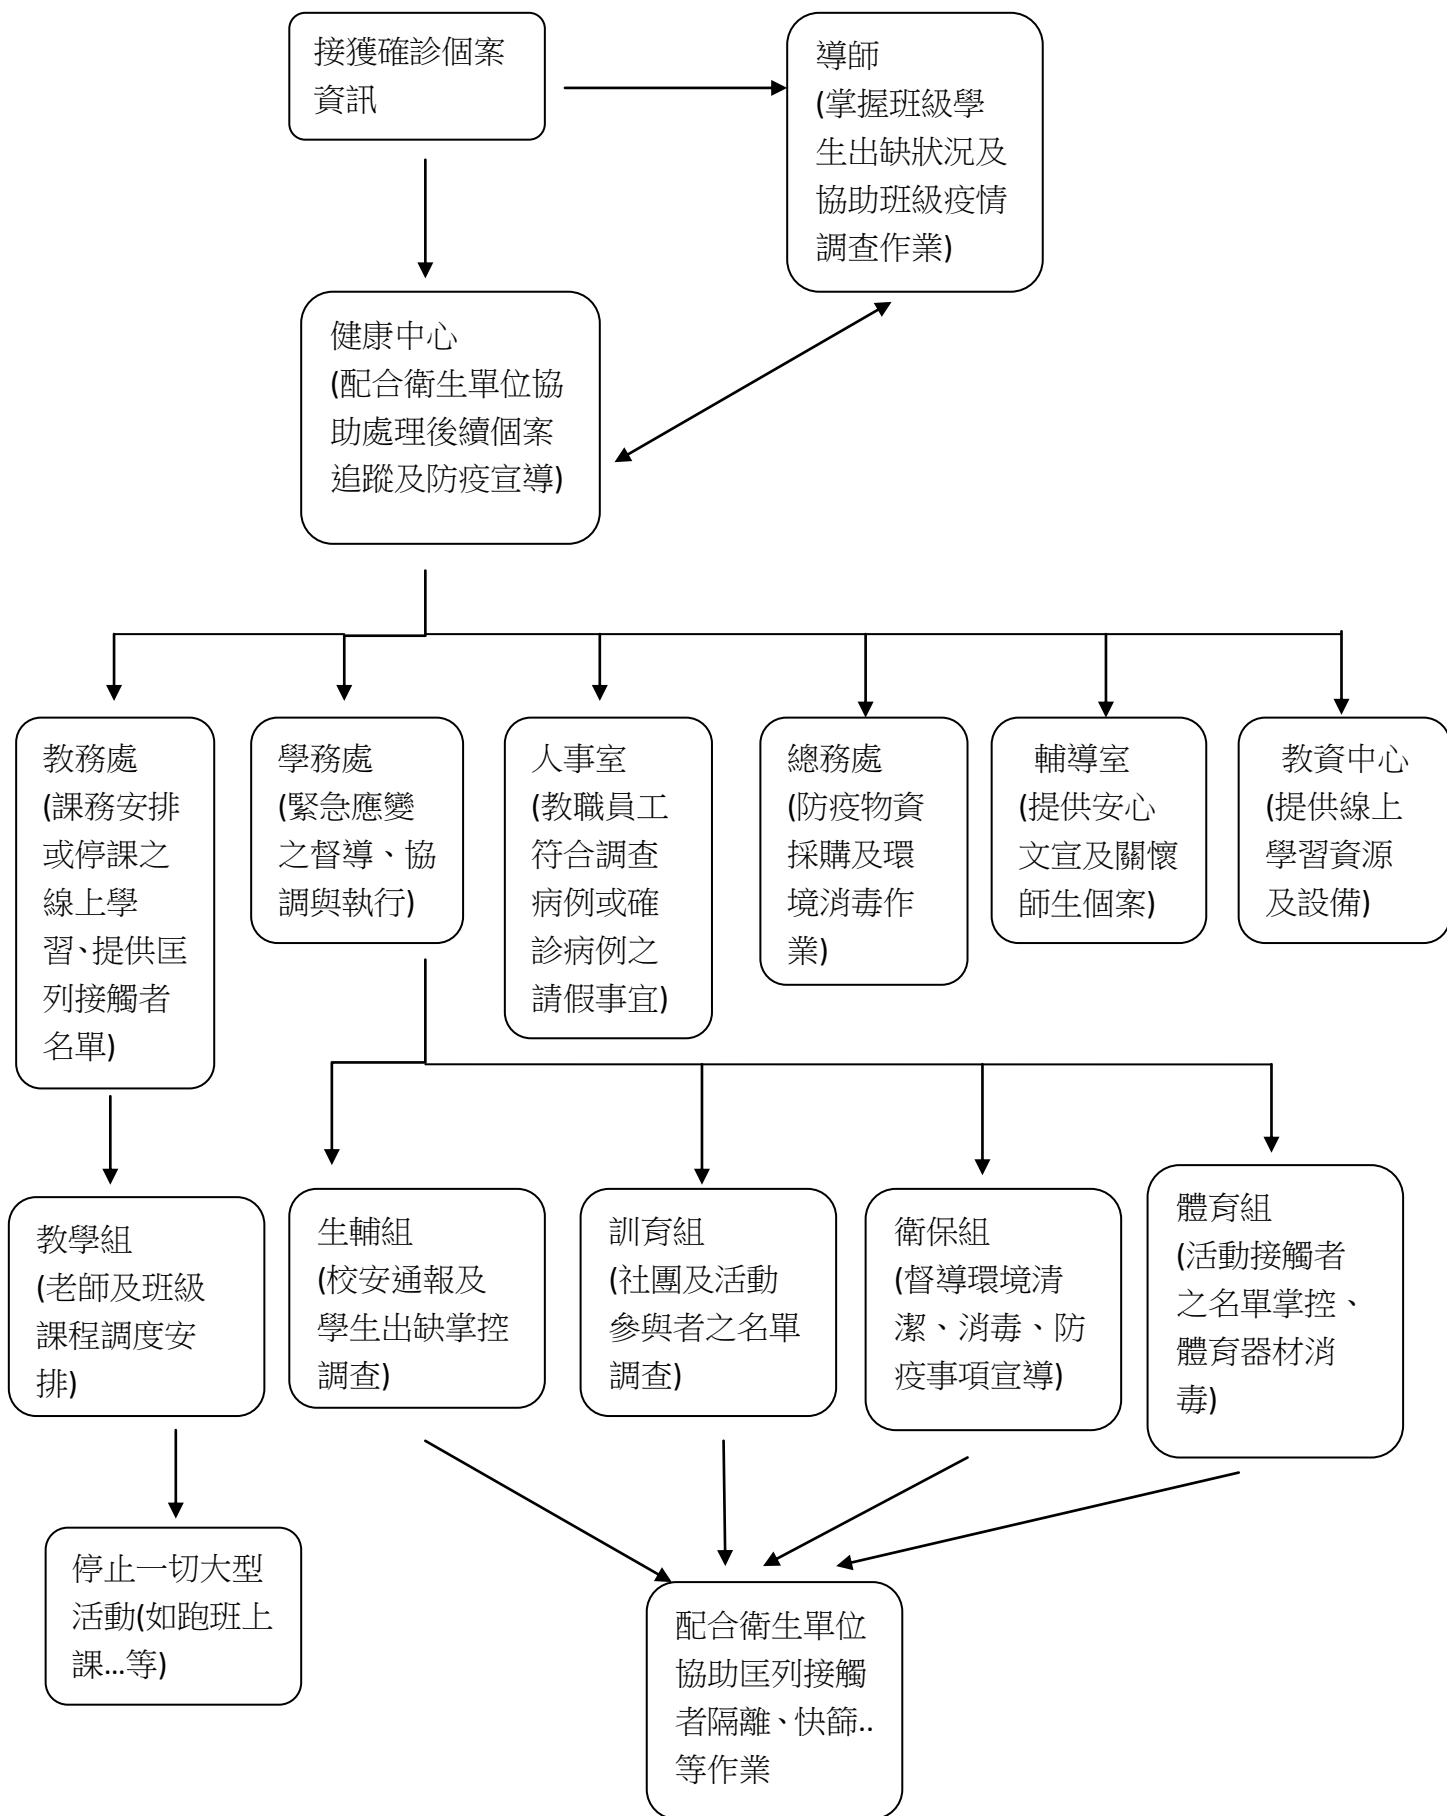 接獲確診個案
資訊
導師
(掌握班級學
生出缺狀況及
協助班級疫情
調查作業)
健康中心
(配合衛生單位協
助處理後續個案
追蹤及防疫宣導)
教務處
(課務安排
或停課之
線上學
習、提供匡
列接觸者
名單)
學務處
(緊急應變
之督導、協
調與執行)
人事室
(教職員工
符合調查
病例或確
診病例之
請假事宜)
總務處
(防疫物資
採購及環
境消毒作
業)
輔導室
(提供安心
文宣及關懷
師生個案)
教資中心
(提供線上
學習資源
及設備)
教學組
(老師及班級
課程調度安
排)
生輔組
(校安通報及
學生出缺掌控
調查)
訓育組
(社團及活動
參與者之名單
調查)
衛保組
(督導環境清
潔、消毒、防
疫事項宣導)
體育組
(活動接觸者
之名單掌控、
體育器材消
毒)
停止一切大型
活動(如跑班上
課...等)
配合衛生單位
協助匡列接觸
者隔離、快篩..
等作業